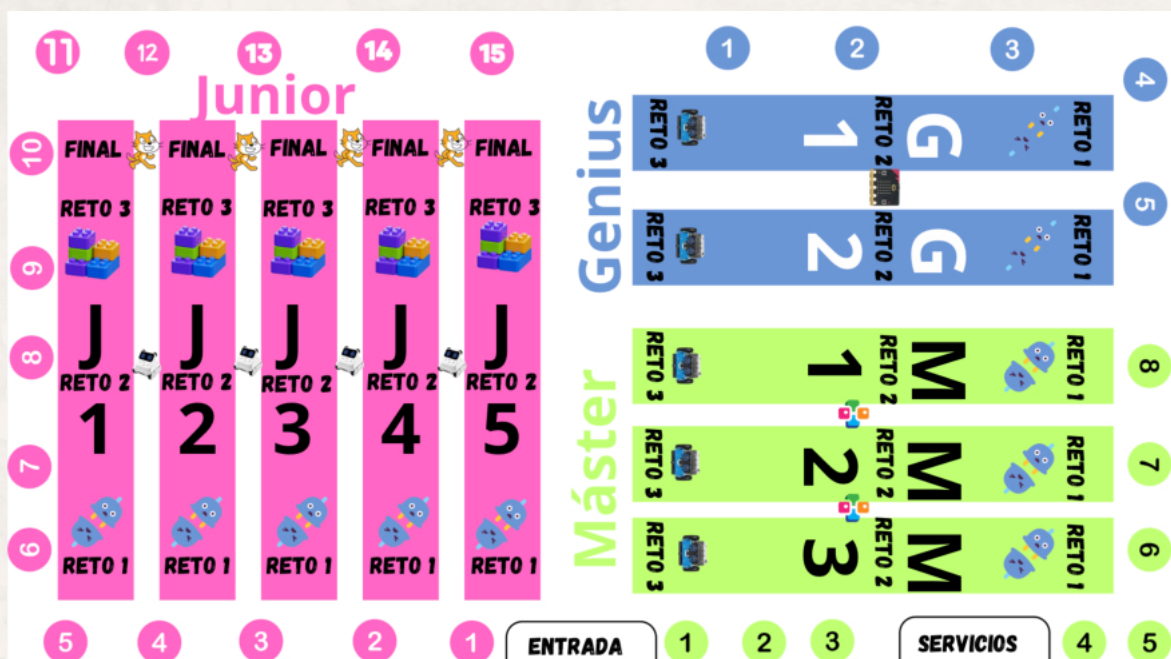 11 12 13 14 15
Junior
10
FINAL FINAL FINAL FINAL FINAL
RETO 3 RETO 3 RETO 3 RETO 3 RETO 3
9
J J J J J
8
RETO 2 RETO 2 RETO 2 RETO 2 RETO 2
1 2 3 4 5
7
6
RETO 1 RETO 1 RETO 1 RETO 1 RETO 1
5 4 3 2 1
1 2 3
4
5
Genius
RETO 3 1 RETO 2 G RETO 1
RETO 3 2 RETO 2 G RETO 1
Máster
RETO 3 1 RETO 2 M RETO 1 8
RETO 3 2 RETO 2 M RETO 1 7
RETO 3 3 RETO 2 M RETO 1 6
ENTRADA 1 2 3 SERVICIOS 4 5